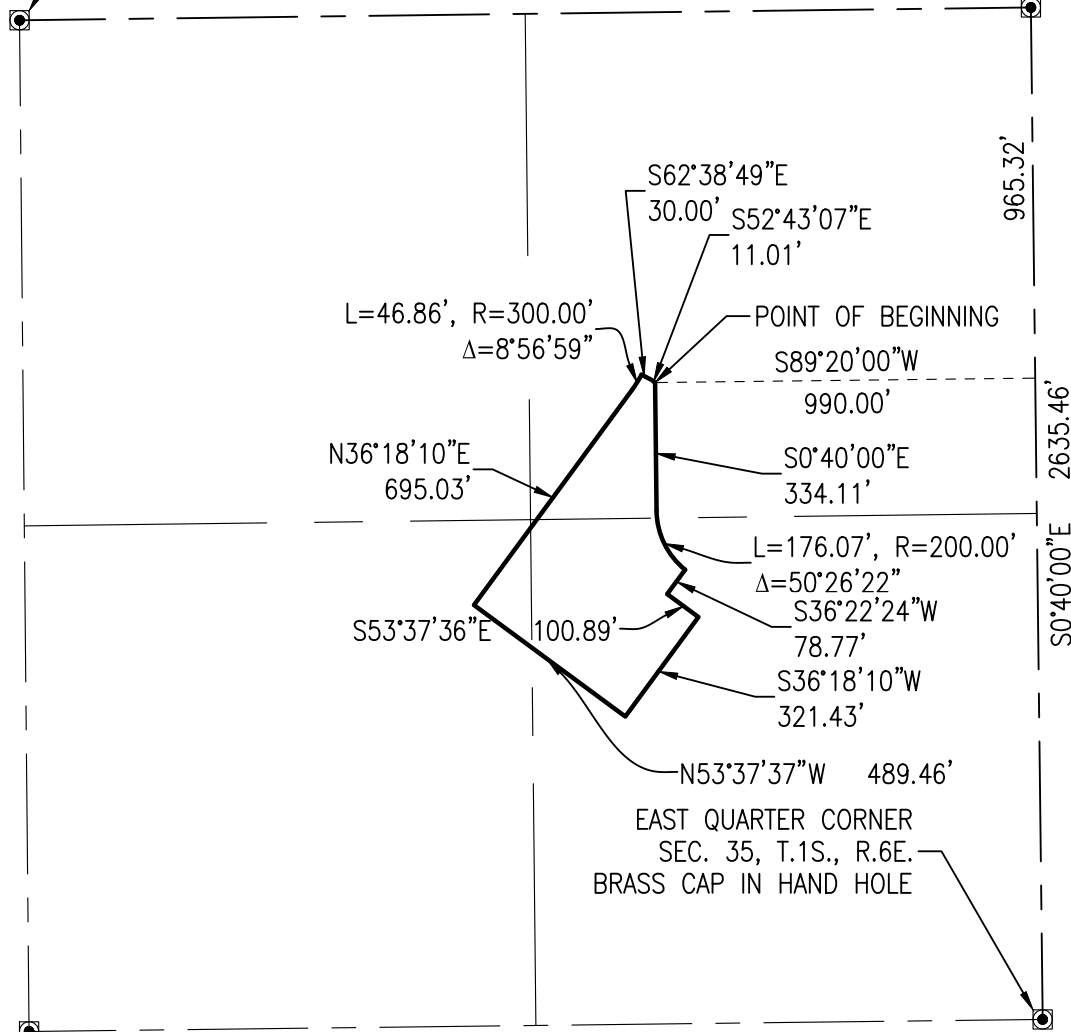 965.32'
S62°38'49"E
30.00'
S52°43'07"E
11.01'
L=46.86', R=300.00'
Δ=8°56'59"
POINT OF BEGINNING
S89°20'00"W
990.00'
2635.46'
S0°40'00"E
N36°18'10"E
695.03'
S0°40'00"E
334.11'
L=176.07', R=200.00'
Δ=50°26'22"
S36°22'24"W
78.77'
S53°37'36"E 100.89'
S36°18'10"W
321.43'
N53°37'37"W 489.46'
EAST QUARTER CORNER
SEC. 35, T.1S., R.6E.
BRASS CAP IN HAND HOLE